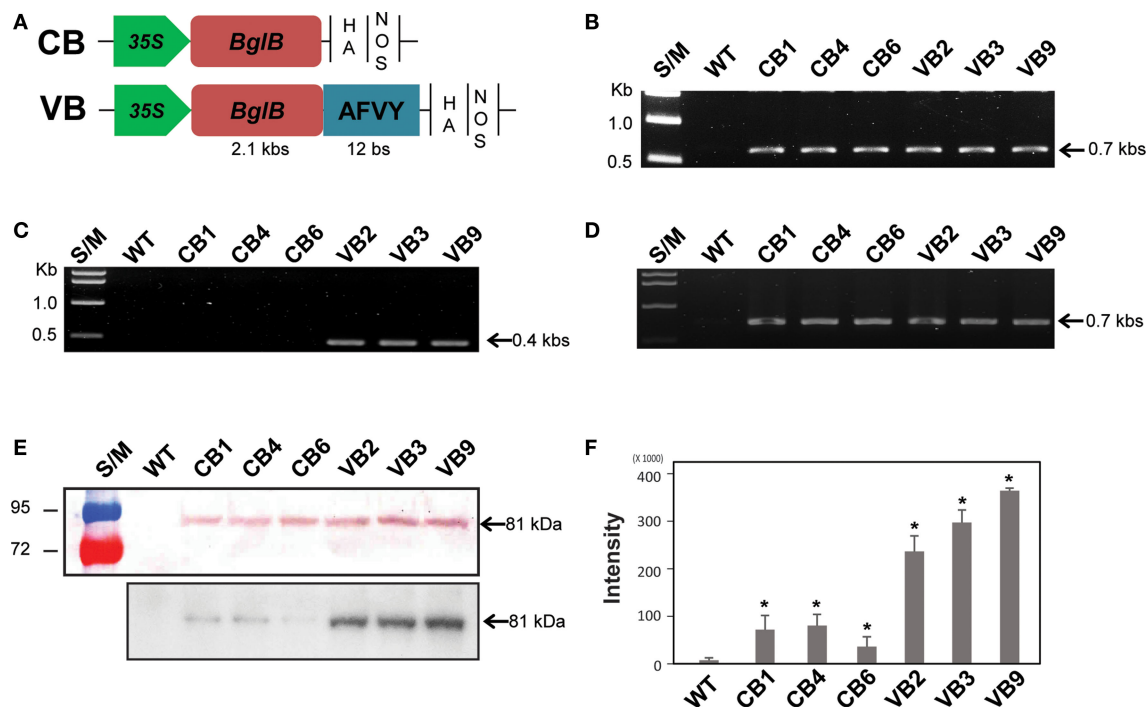 A
CB
35S
BglB
HA
NOS
VB
35S
BglB
AFVY
HA
NOS
2.1 kbs
12 bs
B
S/M
WT
CB1
CB4
CB6
VB2
VB3
VB9
Kb
1.0
0.5
0.7 kbs
C
S/M
WT
CB1
CB4
CB6
VB2
VB3
VB9
Kb
1.0
0.5
0.4 kbs
D
S/M
WT
CB1
CB4
CB6
VB2
VB3
VB9
0.7 kbs
E
S/M
WT
CB1
CB4
CB6
VB2
VB3
VB9
95
72
81 kDa
81 kDa
F
(X 1000)
400
300
200
100
0
Intensity
*
*
*
*
*
*
WT
CB1
CB4
CB6
VB2
VB3
VB9